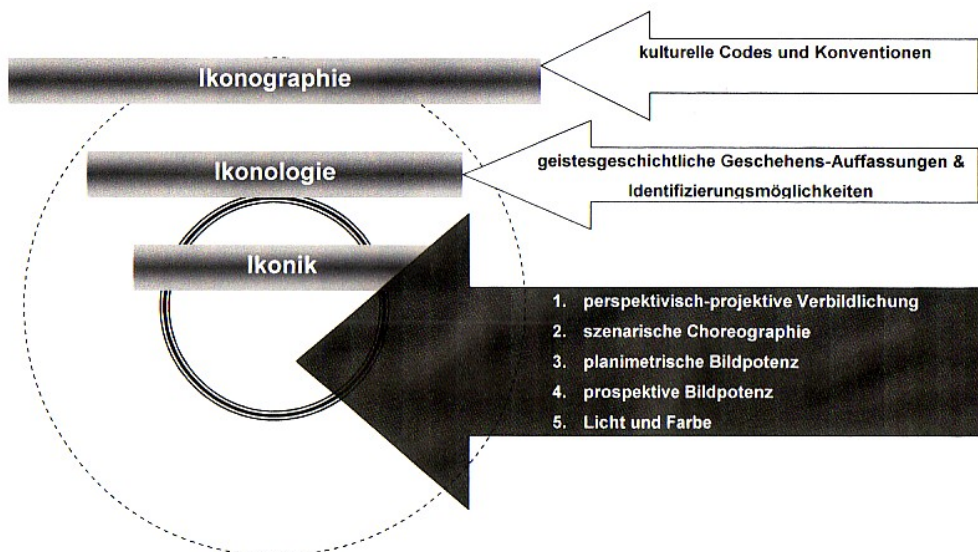 Ikonographie
kulturelle Codes und Konventionen
Ikonologie
geistesgeschichtliche Geschehens-Auffassungen &
Identifizierungsmöglichkeiten
Ikonik
1. perspektivisch-projektive Verbildlichung
2. szenarische Choreographie
3. planimetrische Bildpotenz
4. prospektive Bildpotenz
5. Licht und Farbe